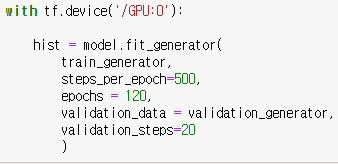 with tf.device('/GPU:0'):
hist = model.fit_generator(
train_generator,
steps_per_epoch=500,
epochs = 120,
validation_data = validation_generator,
validation_steps=20
)